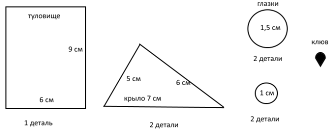 туловище
9 см
6 см
1 деталь
5 см
6 см
крыло 7 см
2 детали
глазки
1,5 см
2 детали
1 см
2 детали
клюв